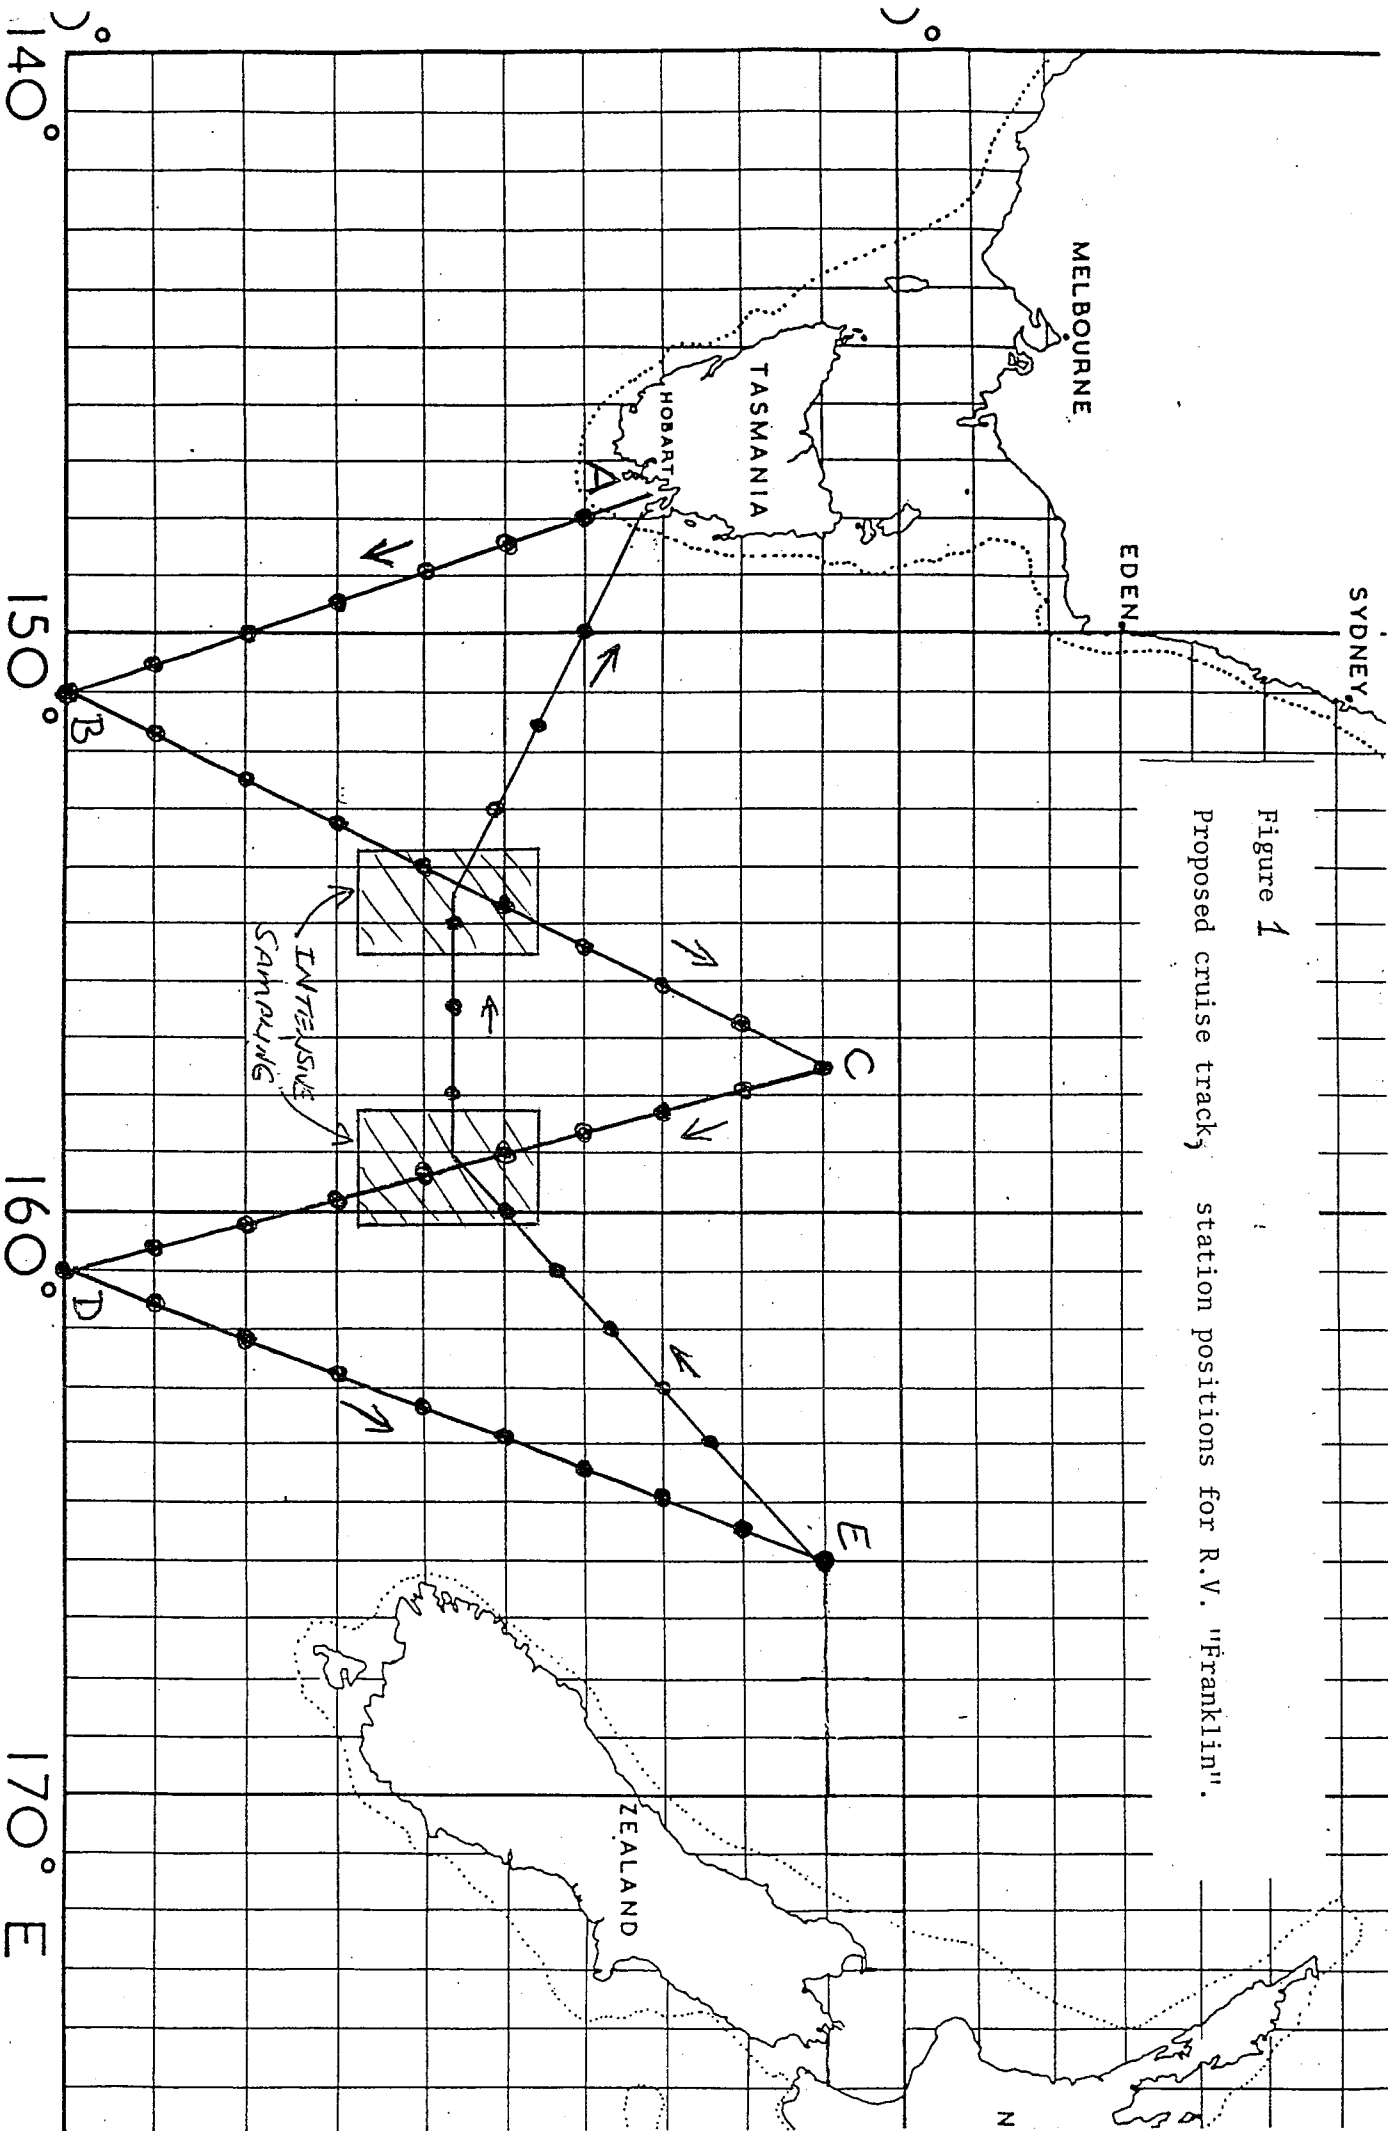 Figure 1
Proposed cruise track, station positions for R.V. "Franklin".
SYDNEY
EDEN
MELBOURNE
TASMANIA
HOBART
A
B
C
D
E
INTENSIVE
SAMPLING
ZEALAND
N
140°
150°
160°
170° E